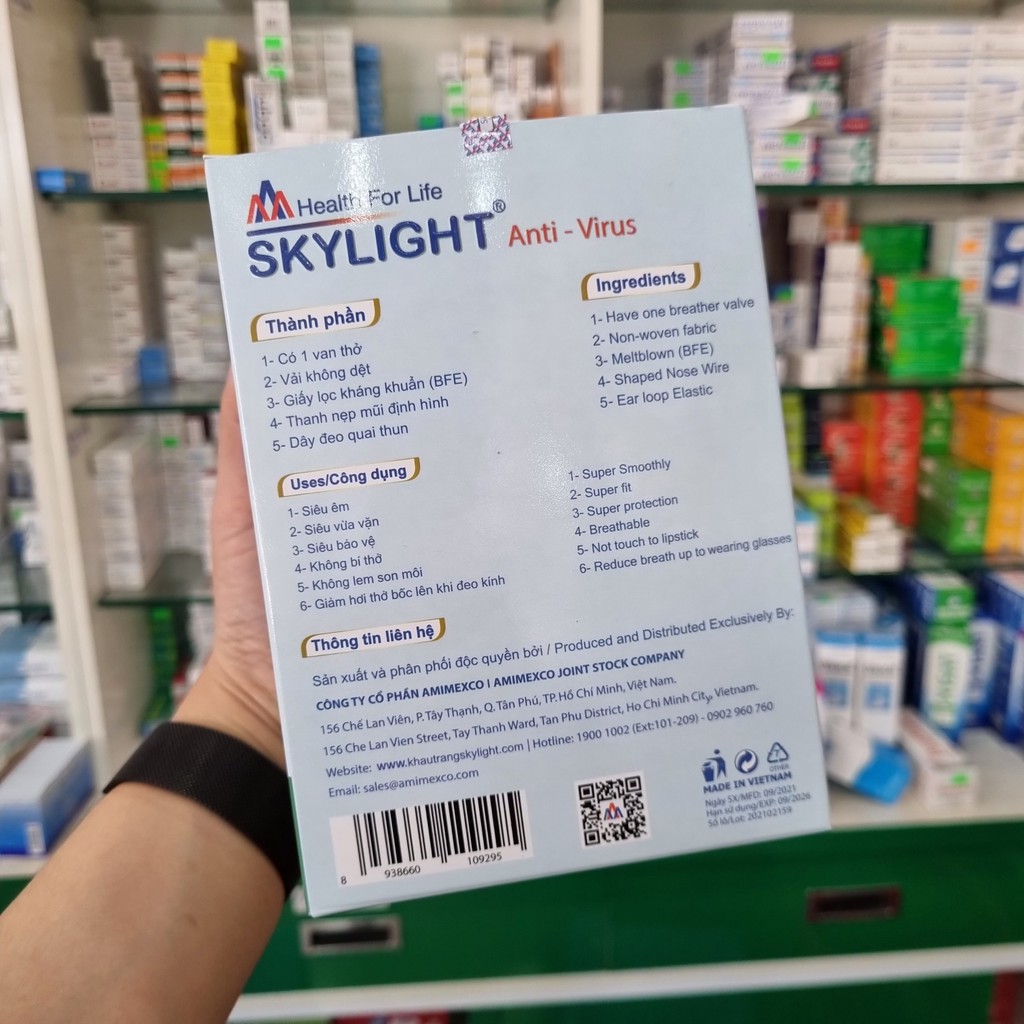 Health For Life
SKYLIGHT® Anti - Virus
Thành phần
1- Có 1 van thở
2- Vải không dệt
3- Giấy lọc kháng khuẩn (BFE)
4- Thanh nẹp mũi định hình
5- Dây đeo quai thun
Ingredients
1- Have one breather valve
2- Non-woven fabric
3- Meltblown (BFE)
4- Shaped Nose Wire
5- Ear loop Elastic
Uses/Công dụng
1- Siêu êm
2- Siêu vừa vặn
3- Siêu bảo vệ
4- Không bí thở
5- Không lem son môi
6- Giảm hơi thở bốc lên khi đeo kính
1- Super Smoothly
2- Super fit
3- Super protection
4- Breathable
5- Not touch to lipstick
6- Reduce breath up to wearing glasses
Thông tin liên hệ
Sản xuất và phân phối độc quyền bởi / Produced and Distributed Exclusively By:
CÔNG TY CỔ PHẦN AMIMEXCO I AMIMEXCO JOINT STOCK COMPANY
156 Chế Lan Viên, P.Tây Thạnh, Q.Tân Phú, TP.Hồ Chí Minh, Việt Nam.
156 Che Lan Vien Street, Tay Thanh Ward, Tan Phu District, Ho Chi Minh City, Vietnam.
Website: www.khautrangskylight.com | Hotline: 1900 1002 (Ext:101-209) - 0902 960 760
Email: sales@amimexco.com
8 938660 109295
OTHER
MADE IN VIETNAM
Ngày SX/MFD: 09/2021
Hạn sử dụng/EXP: 09/2026
Số lô/Lot: 202102159